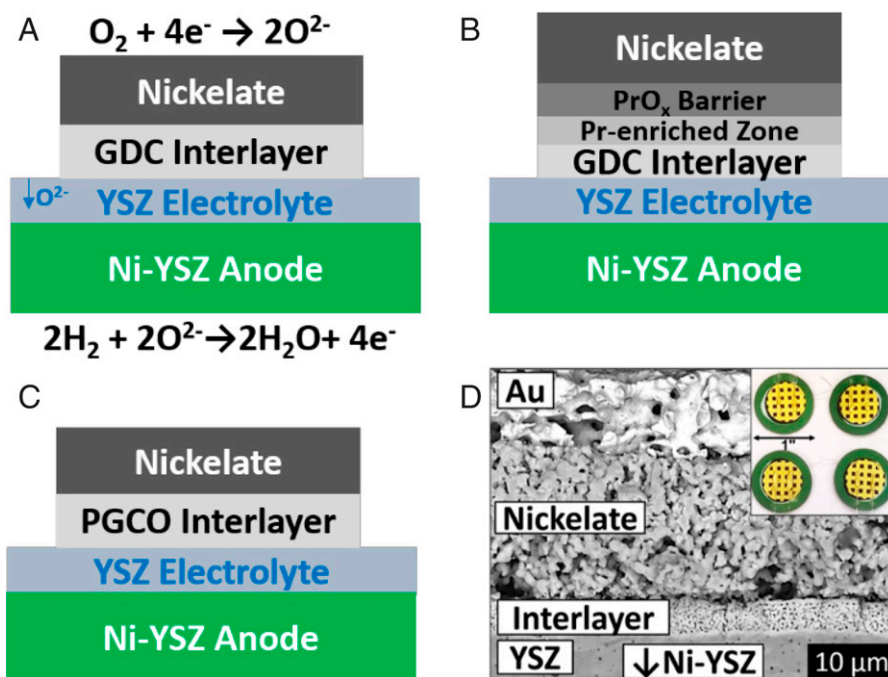 A
O₂ + 4e⁻ → 2O²⁻
Nickelate
GDC Interlayer
↓O²⁻ YSZ Electrolyte
Ni-YSZ Anode
2H₂ + 2O²⁻→2H₂O+ 4e⁻
B
Nickelate
PrOₓ Barrier
Pr-enriched Zone
GDC Interlayer
YSZ Electrolyte
Ni-YSZ Anode
C
Nickelate
PGCO Interlayer
YSZ Electrolyte
Ni-YSZ Anode
D
Au
1"
Nickelate
Interlayer
YSZ ↓Ni-YSZ 10 μm